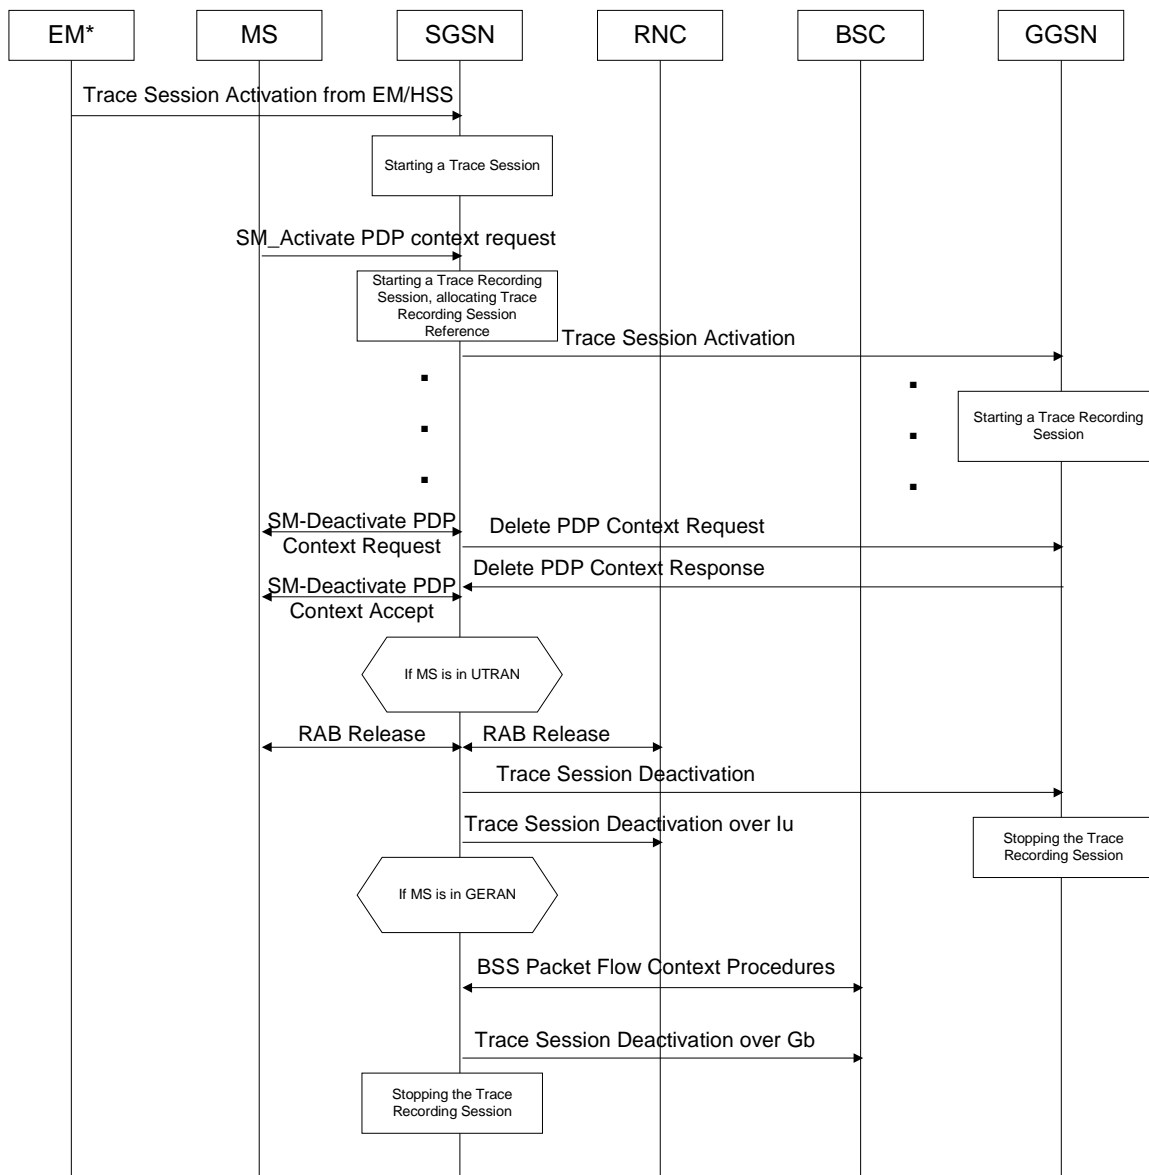 EM*
MS
SGSN
RNC
BSC
GGSN
Trace Session Activation from EM/HSS
Starting a Trace Session
SM_Activate PDP context request
Starting a Trace Recording
Session, allocating Trace
Recording Session
Reference
Trace Session Activation
Starting a Trace Recording
Session
SM-Deactivate PDP
Context Request
Delete PDP Context Request
Delete PDP Context Response
SM-Deactivate PDP
Context Accept
If MS is in UTRAN
RAB Release
RAB Release
Trace Session Deactivation
Trace Session Deactivation over Iu
Stopping the Trace
Recording Session
If MS is in GERAN
BSS Packet Flow Context Procedures
Trace Session Deactivation over Gb
Stopping the Trace
Recording Session